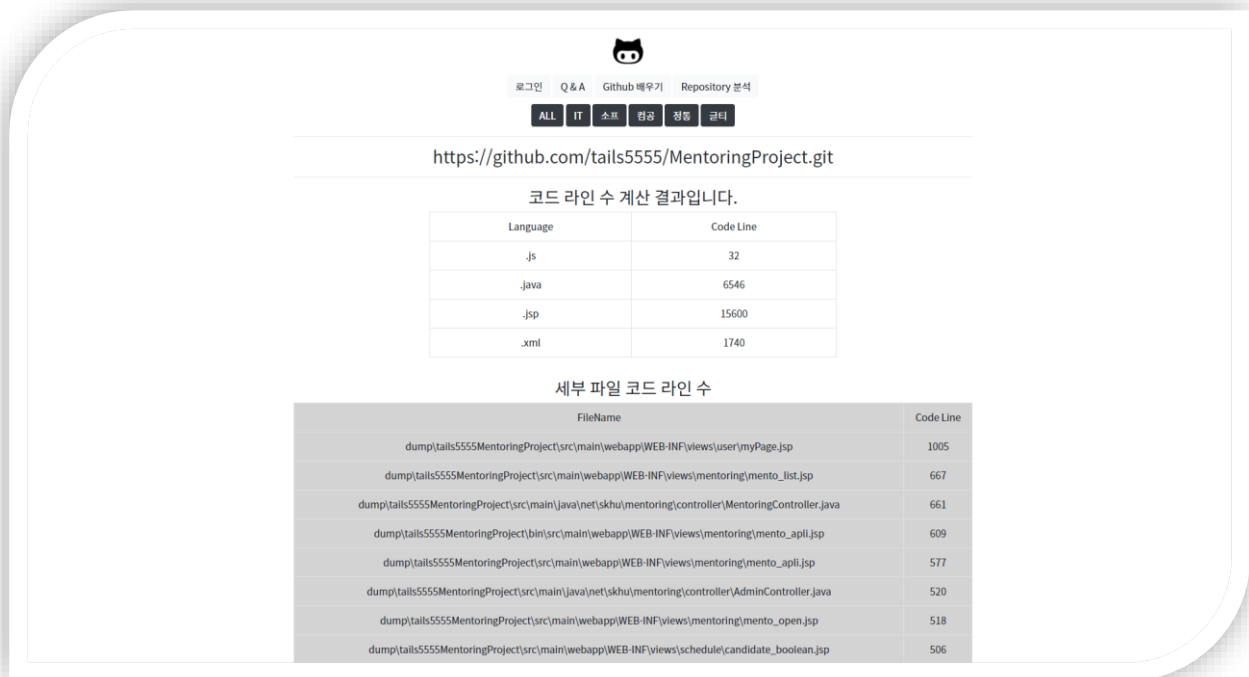 로그인 Q & A Github 배우기 Repository 분석
ALL IT 소프 컴공 정통 글티
https://github.com/tails5555/MentoringProject.git
코드 라인 수 계산 결과입니다.
Language Code Line
.js 32
.java 6546
.jsp 15600
.xml 1740
세부 파일 코드 라인 수
FileName Code Line
dump\tails5555MentoringProject\src\main\webapp\WEB-INF\views\user\myPage.jsp 1005
dump\tails5555MentoringProject\src\main\webapp\WEB-INF\views\mentoring\mento_list.jsp 667
dump\tails5555MentoringProject\src\main\java\net\skhu\mentoring\controller\MentoringController.java 661
dump\tails5555MentoringProject\bin\src\main\webapp\WEB-INF\views\mentoring\mento_apli.jsp 609
dump\tails5555MentoringProject\src\main\webapp\WEB-INF\views\mentoring\mento_apli.jsp 577
dump\tails5555MentoringProject\src\main\java\net\skhu\mentoring\controller\AdminController.java 520
dump\tails5555MentoringProject\src\main\webapp\WEB-INF\views\mentoring\mento_open.jsp 518
dump\tails5555MentoringProject\src\main\webapp\WEB-INF\views\schedule\candidate_boolean.jsp 506